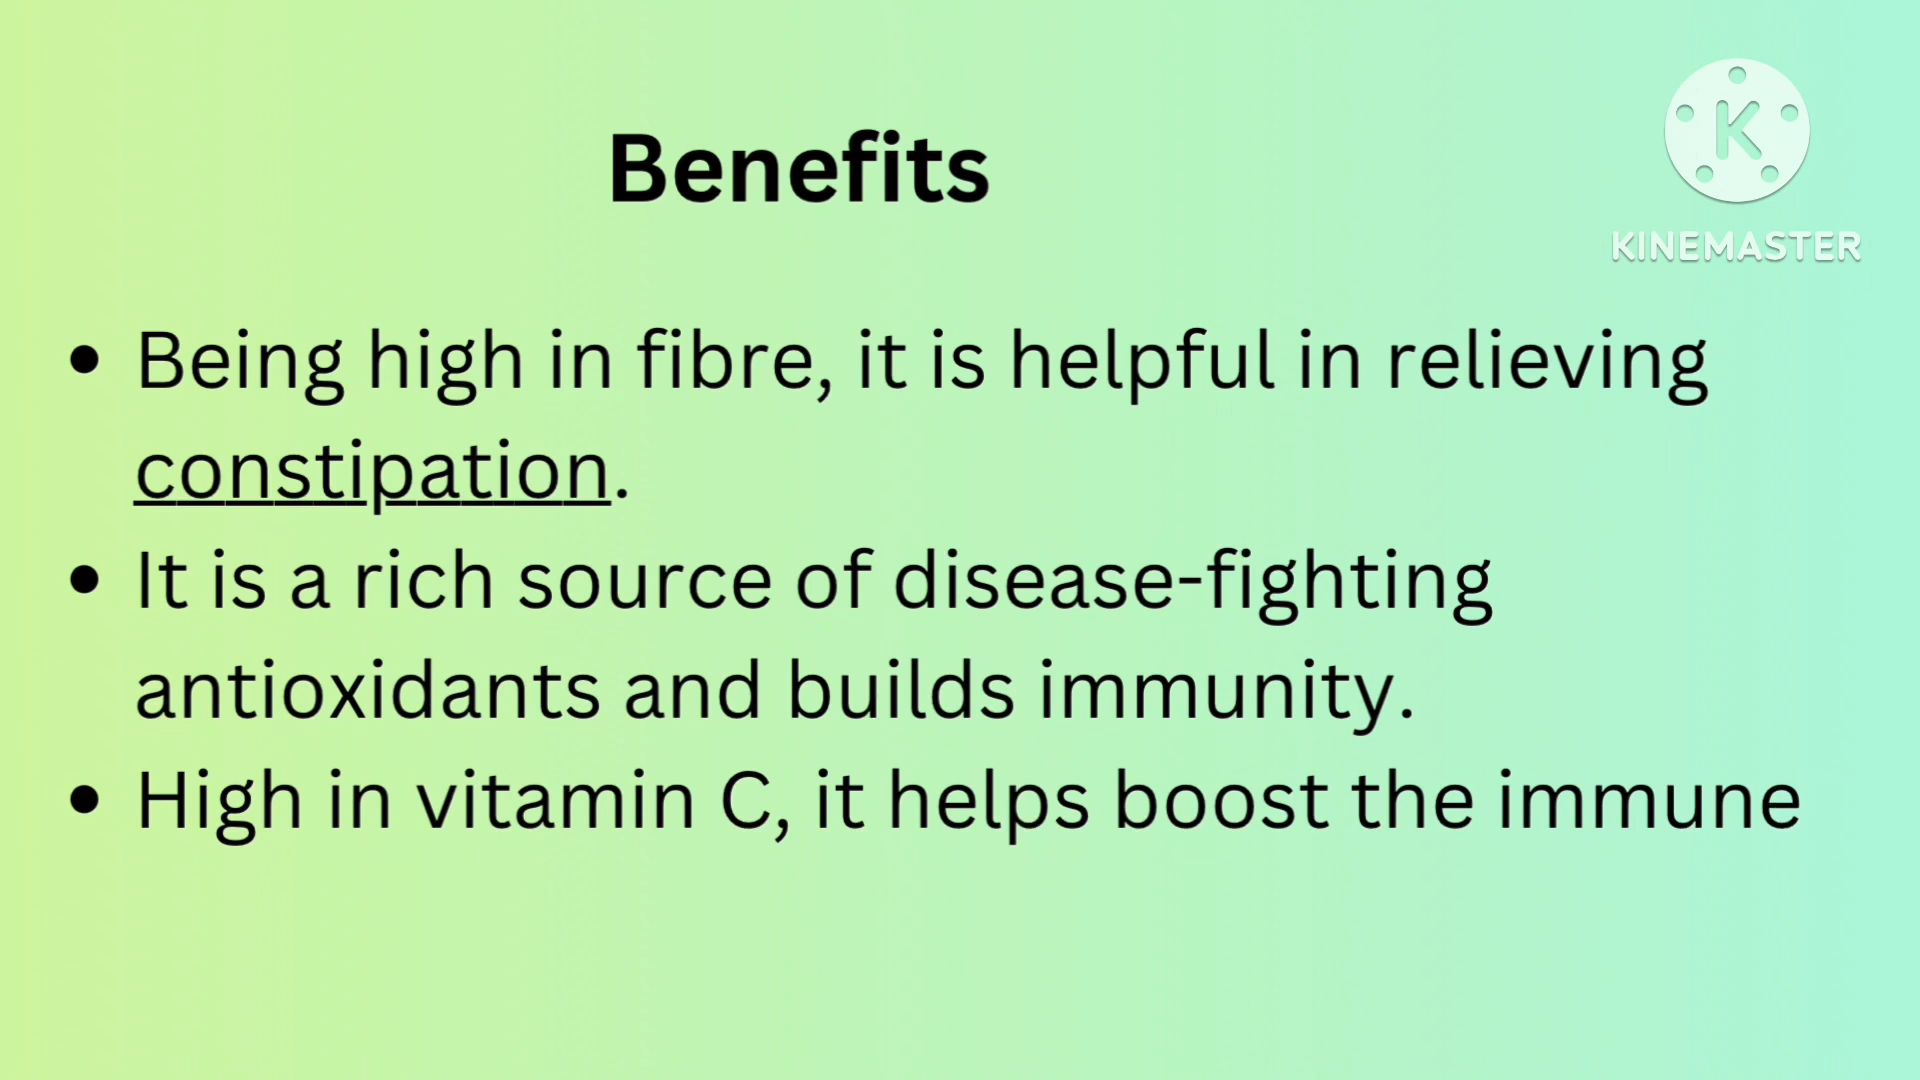 K
KINEMASTER
Benefits
• Being high in fibre, it is helpful in relieving
constipation.
• It is a rich source of disease-fighting
antioxidants and builds immunity.
• High in vitamin C, it helps boost the immune